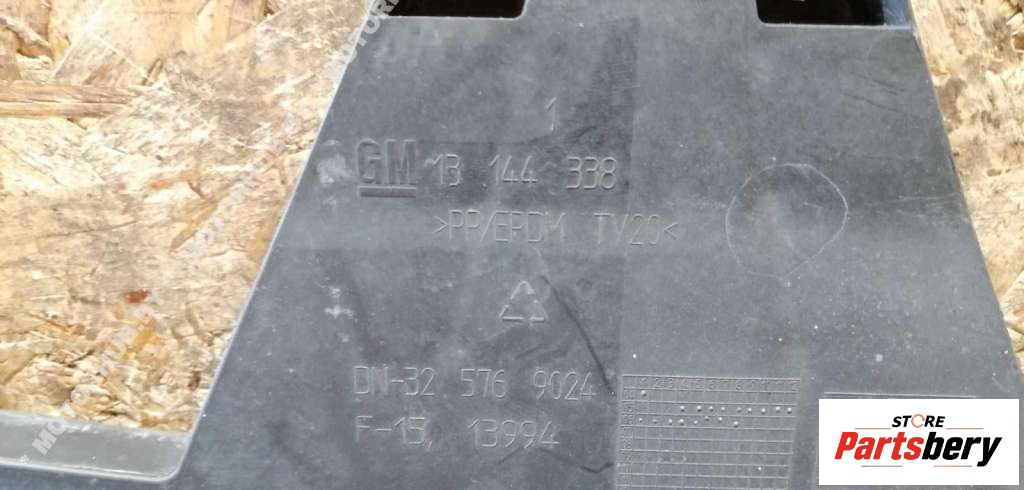 1
GM 13 144 338
>PP/EPDM TV20<
DN-32 576 9024
F-15, 13994
STORE
Partsbery